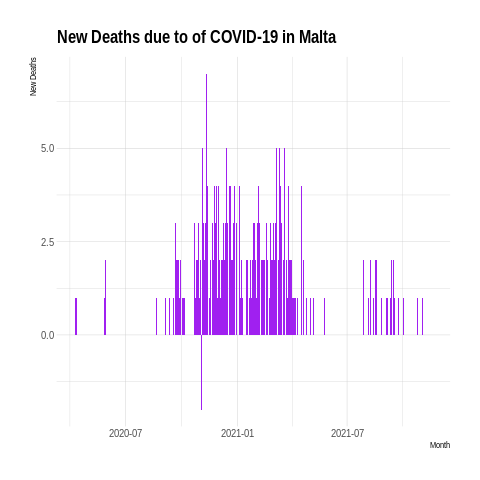 New Deaths due to of COVID-19 in Malta
New Deaths
5.0
2.5
0.0
2020-07 2021-01 2021-07
Month